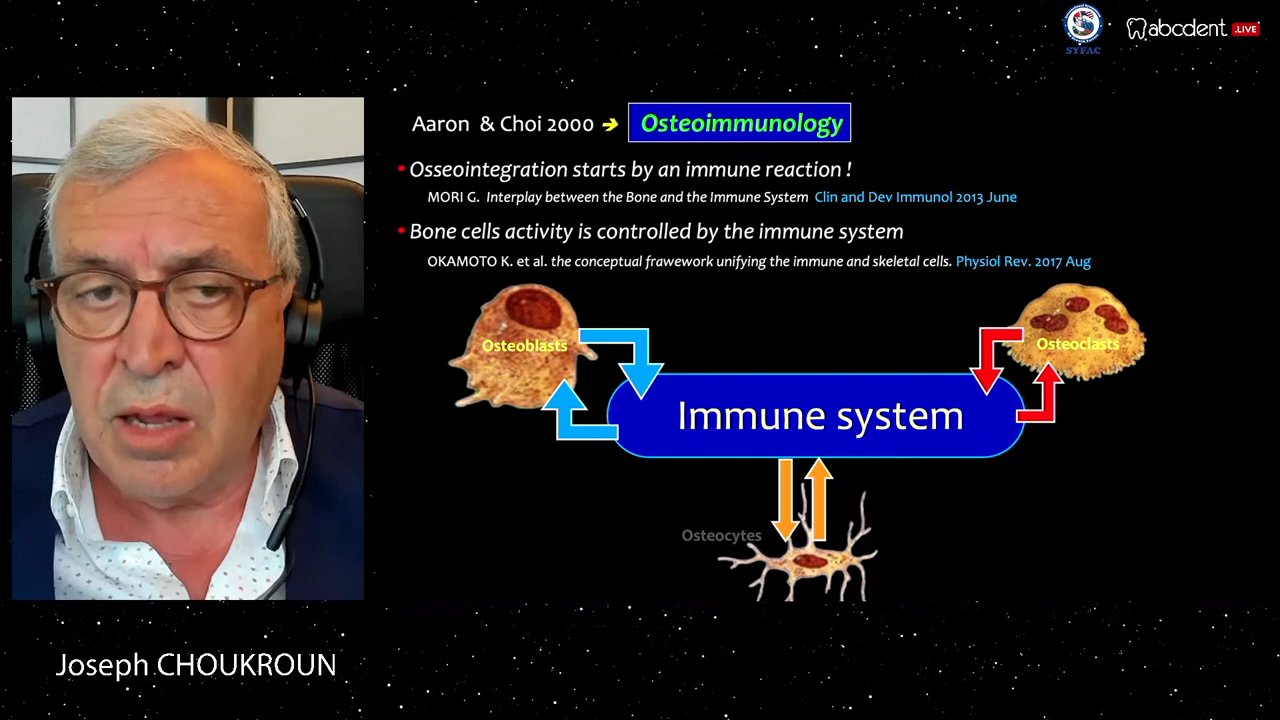 SYFAC
abcdent .LIVE
Aaron & Choi 2000 ➔ Osteoimmunology
• Osseointegration starts by an immune reaction !
MORI G. Interplay between the Bone and the Immune System Clin and Dev Immunol 2013 June
• Bone cells activity is controlled by the immune system
OKAMOTO K. et al. the conceptual frawework unifying the immune and skeletal cells. Physiol Rev. 2017 Aug
Osteoblasts
Osteoclasts
Immune system
Osteocytes
Joseph CHOUKROUN